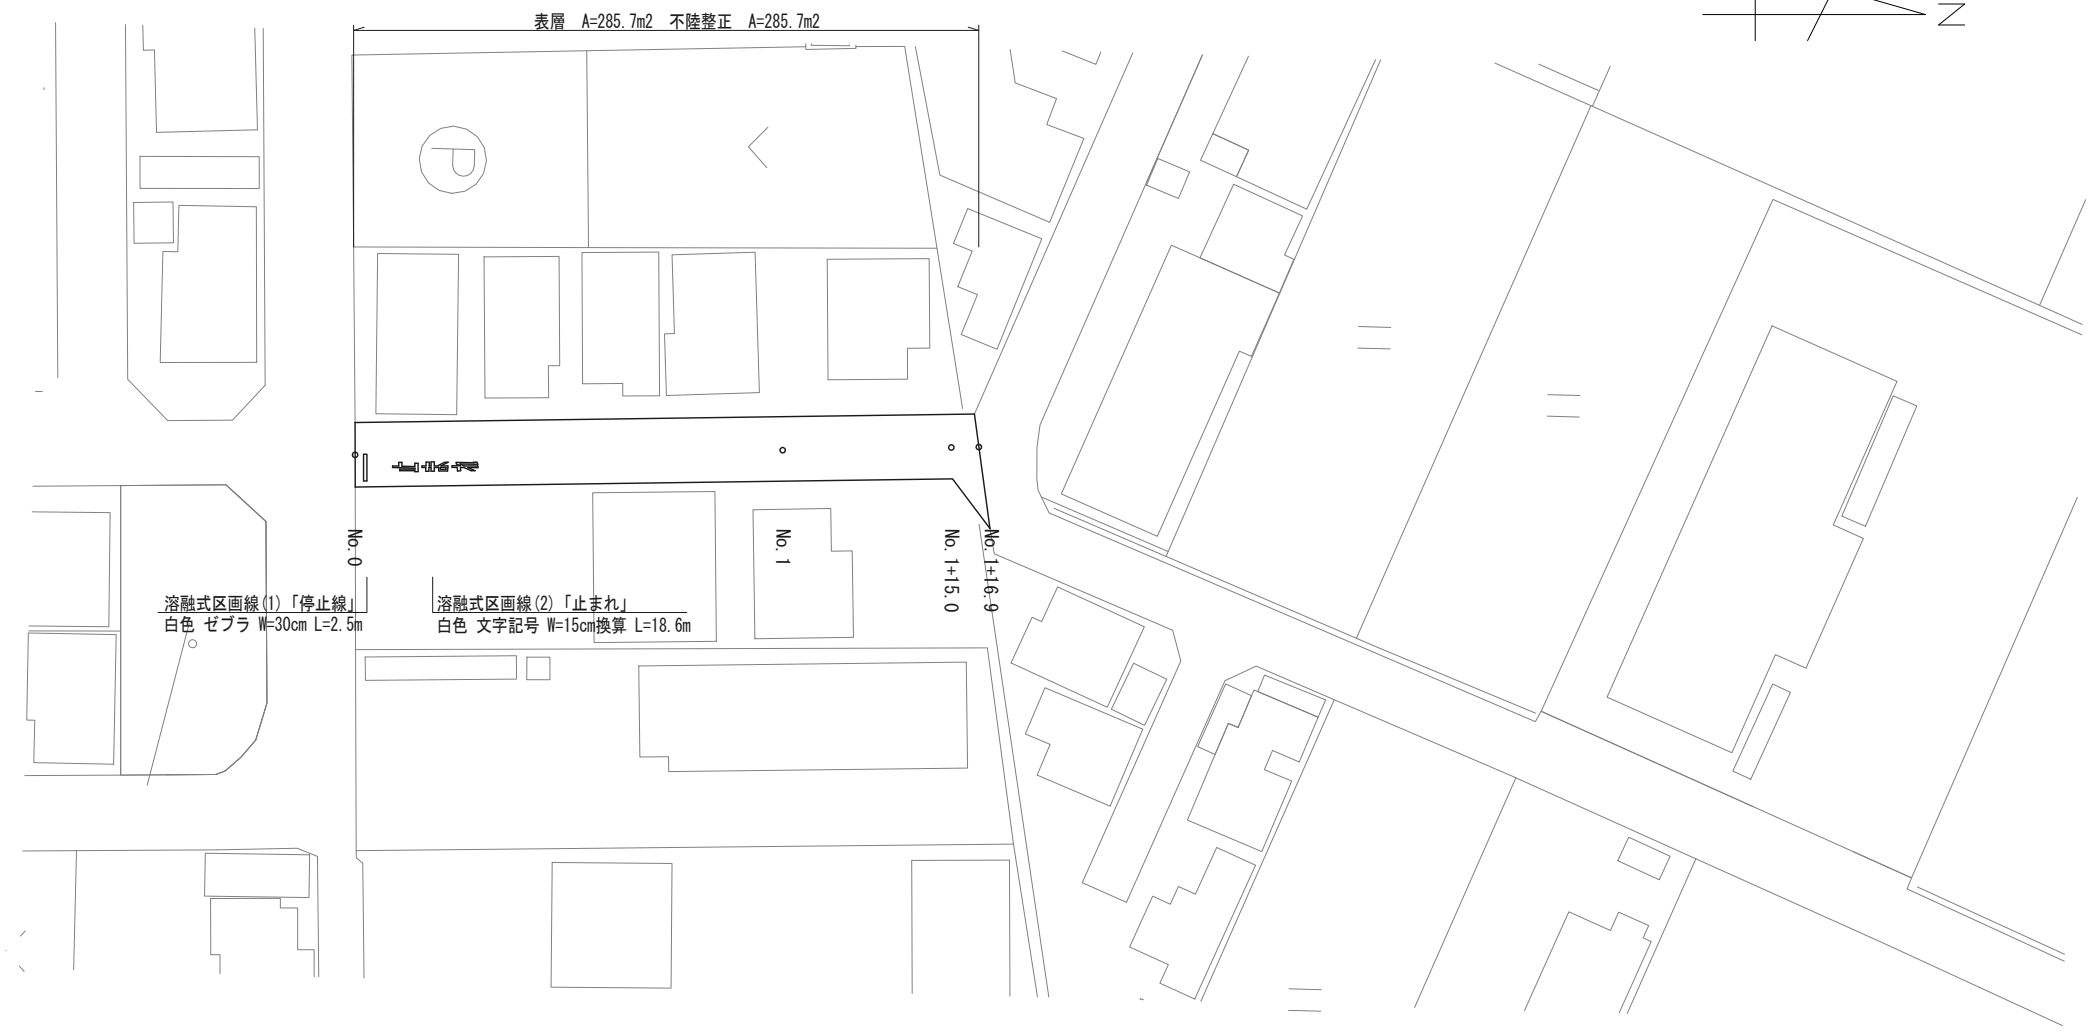 表層 A=285.7m2 不陸整正 A=285.7m2
N
P
止まれ
No. 0
No. 1
No. 1+15.0
No. 1+16.9
溶融式区画線(1)「停止線」
白色 ゼブラ W=30cm L=2.5m
溶融式区画線(2)「止まれ」
白色 文字記号 W=15cm換算 L=18.6m